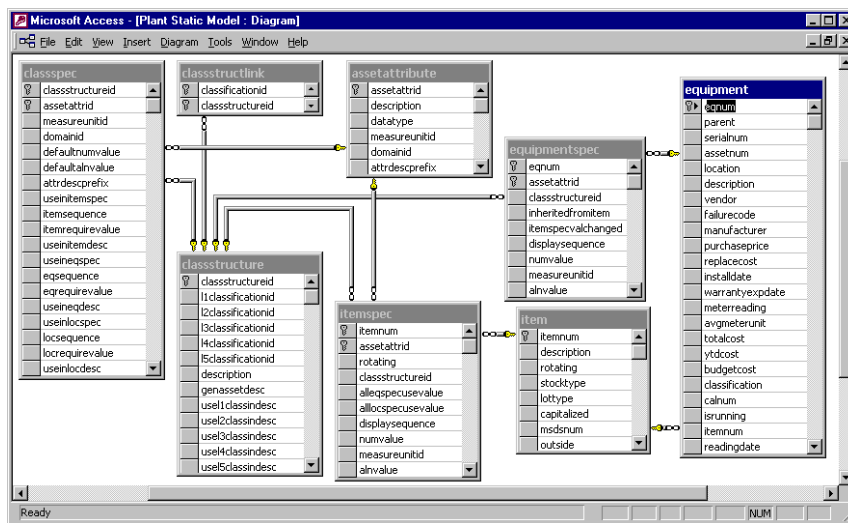 Microsoft Access - [Plant Static Model : Diagram]
File Edit View Insert Diagram Tools Window Help
classspec
classstructureid
assetattrid
measureunitid
domainid
defaultnumvalue
defaultalnvalue
attrdescprefix
useinitemspec
itemsequence
itemrequirevalue
useinitemdesc
useineqspec
eqsequence
eqrequirevalue
useineqdesc
useinlocspec
locsequence
locrequirevalue
useinlocdesc
classstructlink
classificationid
classstructureid
assetattribute
assetattrid
description
datatype
measureunitid
domainid
attrdescprefix
equipmentspec
eqnum
assetattrid
classstructureid
inheritedfromitem
itemspecvalchanged
displaysequence
numvalue
measureunitid
alnvalue
equipment
eqnum
parent
serialnum
assetnum
location
description
vendor
failurecode
manufacturer
purchaseprice
replacecost
installdate
warrantyexpdate
meterreading
avgmeterunit
totalcost
ytdcost
budgetcost
classification
calnum
isrunning
itemnum
readingdate
classstructure
classstructureid
l1classificationid
l2classificationid
l3classificationid
l4classificationid
l5classificationid
description
genassetdesc
usel1classindesc
usel2classindesc
usel3classindesc
usel4classindesc
usel5classindesc
itemspec
itemnum
assetattrid
rotating
classstructureid
alleqspecusevalue
alllocspecusevalue
displaysequence
numvalue
measureunitid
alnvalue
item
itemnum
description
rotating
stocktype
lottype
capitalized
msdsnum
outside
Ready
NUM